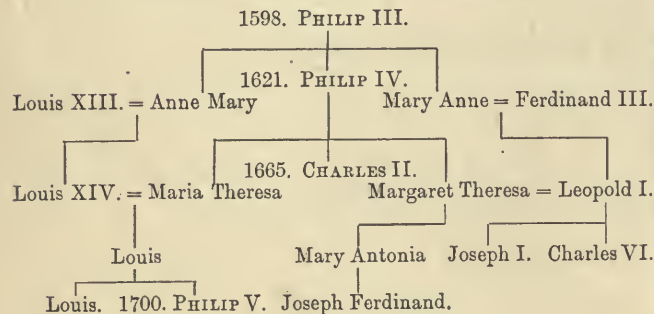 1598. PHILIP III.
1621. PHILIP IV.
Louis XIII. = Anne Mary Mary Anne = Ferdinand III.
1665. CHARLES II.
Louis XIV. = Maria Theresa Margaret Theresa = Leopold I.
Louis Mary Antonia Joseph I. Charles VI.
Louis. 1700. PHILIP V. Joseph Ferdinand.